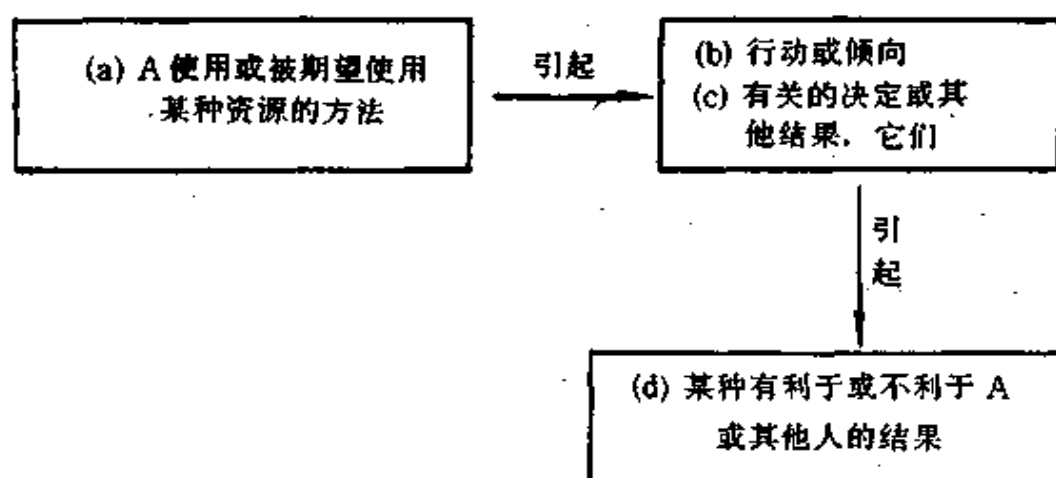 (a) A 使用或被期望使用
某种资源的方法
引起
(b) 行动或倾向
(c) 有关的决定或其
他结果，它们
引
起
(d) 某种有利于或不利于 A
或其他人的结果